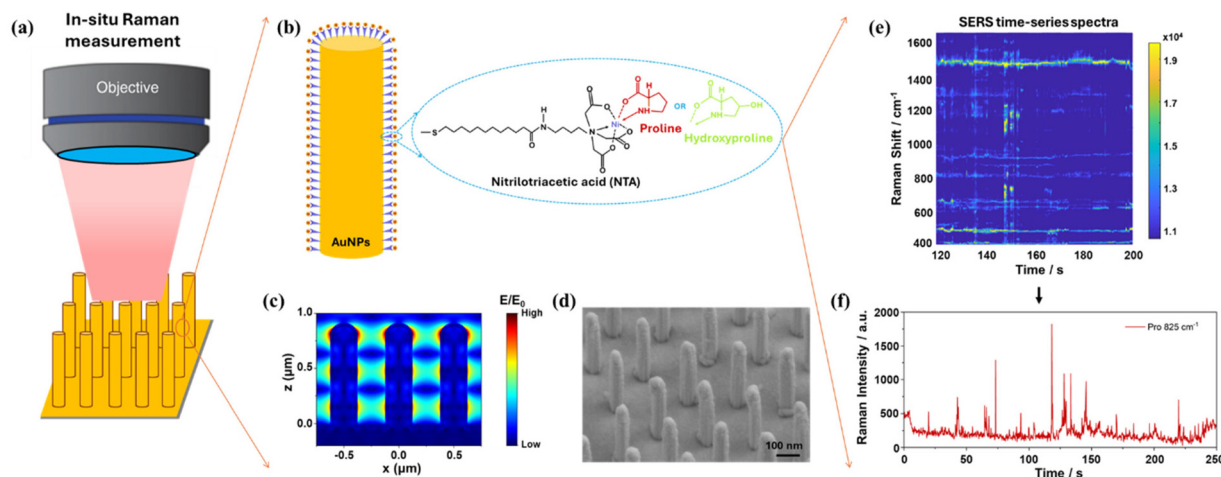 (a)
In-situ Raman
measurement
Objective
(b)
AuNPs
S
O
N
H
N
O
O
O
O
O
O
Ni
O
O
H
NH
Proline
OR
O
O
H
OH
NH
Hydroxyproline
Nitrilotriacetic acid (NTA)
(c)
E/E0
High
Low
1.0
0.5
0.0
z (µm)
-0.5 0.0 0.5
x (µm)
(d)
100 nm
(e)
SERS time-series spectra
1600
1400
1200
1000
800
600
400
Raman Shift / cm-1
120 140 160 180 200
Time / s
x10⁴
1.9
1.7
1.5
1.3
1.1
(f)
2000
1500
1000
500
0
Raman Intensity / a.u.
Pro 825 cm-1
0 50 100 150 200 250
Time / s